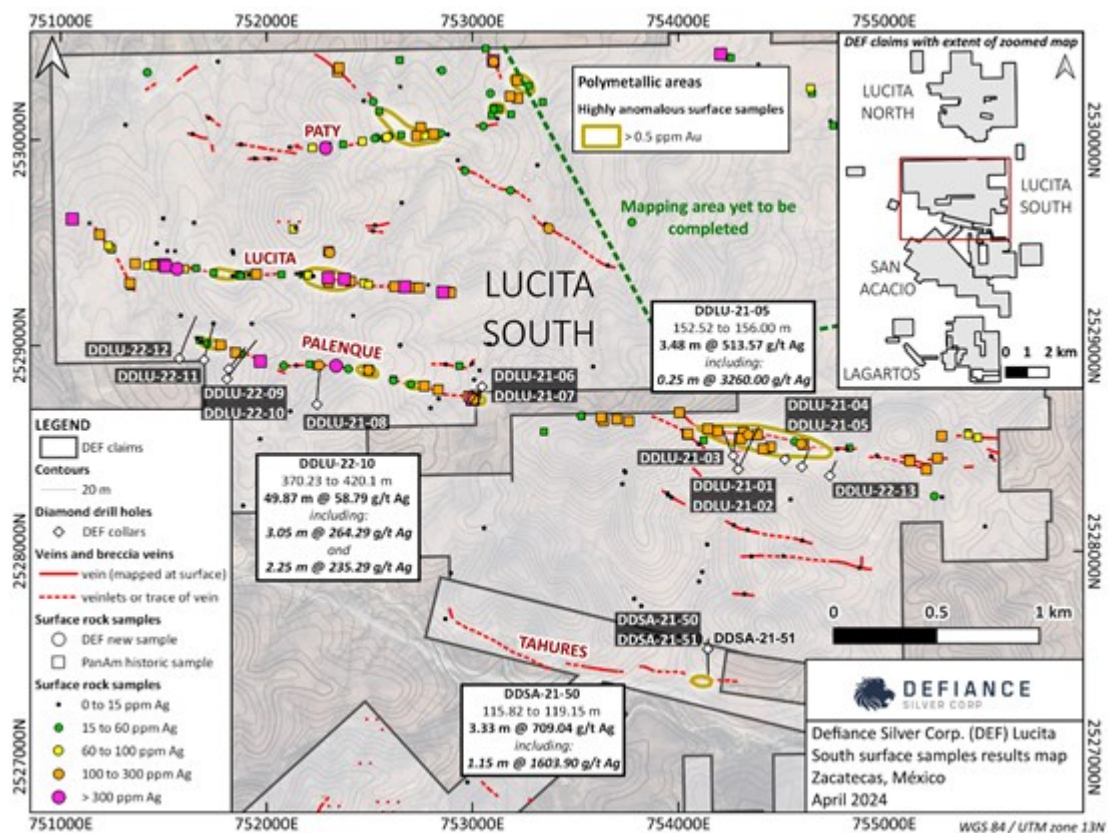 751000E
752000E
753000E
754000E
755000E
2530000N
2529000N
2528000N
2527000N
DEF claims with extent of zoomed map
LUCITA
NORTH
LUCITA
SOUTH
SAN
ACACIO
LAGARTOS
0 1 2 km
Polymetallic areas
Highly anomalous surface samples
> 0.5 ppm Au
PATY
Mapping area yet to be
completed
LUCITA
LUCITA
SOUTH
DDLU-21-05
152.52 to 156.00 m
3.48 m @ 513.57 g/t Ag
including:
0.25 m @ 3260.00 g/t Ag
PALENQUE
DDLU-22-12
DDLU-22-11
DDLU-22-09
DDLU-22-10
DDLU-21-08
DDLU-21-06
DDLU-21-07
DDLU-21-04
DDLU-21-05
DDLU-21-03
DDLU-21-01
DDLU-21-02
DDLU-22-13
DDLU-22-10
370.23 to 420.1 m
49.87 m @ 58.79 g/t Ag
including:
3.05 m @ 264.29 g/t Ag
and
2.25 m @ 235.29 g/t Ag
LEGEND
DEF claims
Contours
20 m
Diamond drill holes
DEF collars
Veins and breccia veins
vein (mapped at surface)
veinlets or trace of vein
Surface rock samples
DEF new sample
PanAm historic sample
Surface rock samples
0 to 15 ppm Ag
15 to 60 ppm Ag
60 to 100 ppm Ag
100 to 300 ppm Ag
> 300 ppm Ag
DDSA-21-50
DDSA-21-51
DDSA-21-51
TAHURES
DDSA-21-50
115.82 to 119.15 m
3.33 m @ 709.04 g/t Ag
including:
1.15 m @ 1603.90 g/t Ag
0 0.5 1 km
DEFIANCE
SILVER CORP
Defiance Silver Corp. (DEF) Lucita
South surface samples results map
Zacatecas, México
April 2024
751000E
752000E
753000E
754000E
755000E
2530000N
2529000N
2528000N
2527000N
WGS 84 / UTM zone 13N